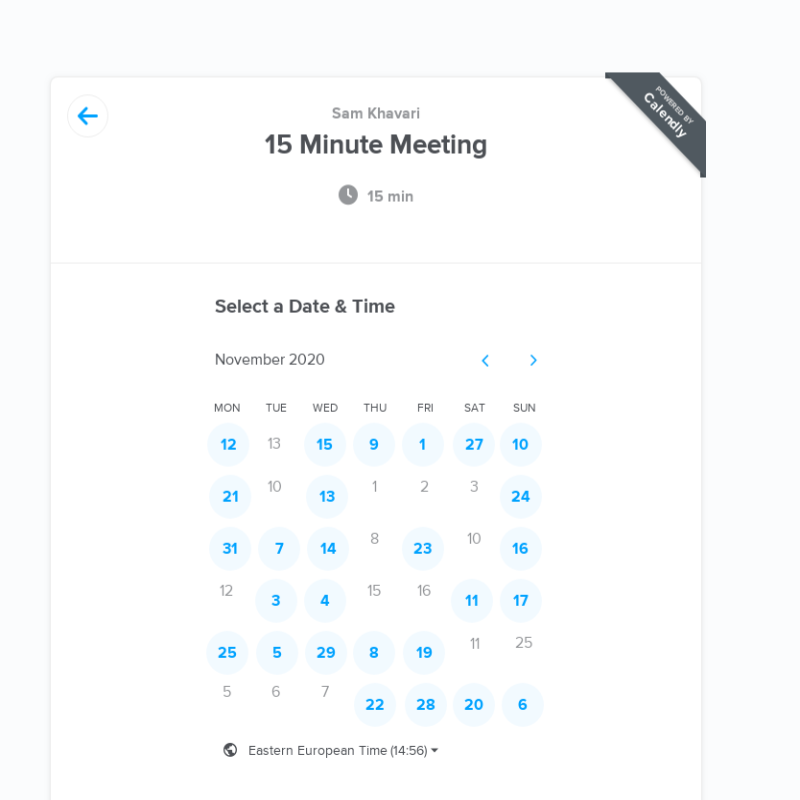 POWERED BY
Calendly
Sam Khavari
15 Minute Meeting
15 min
Select a Date & Time
November 2020
MON TUE WED THU FRI SAT SUN
12 13 15 9 1 27 10
21 10 13 1 2 3 24
31 7 14 8 23 10 16
12 3 4 15 16 11 17
25 5 29 8 19 11 25
5 6 7 22 28 20 6
Eastern European Time (14:56)